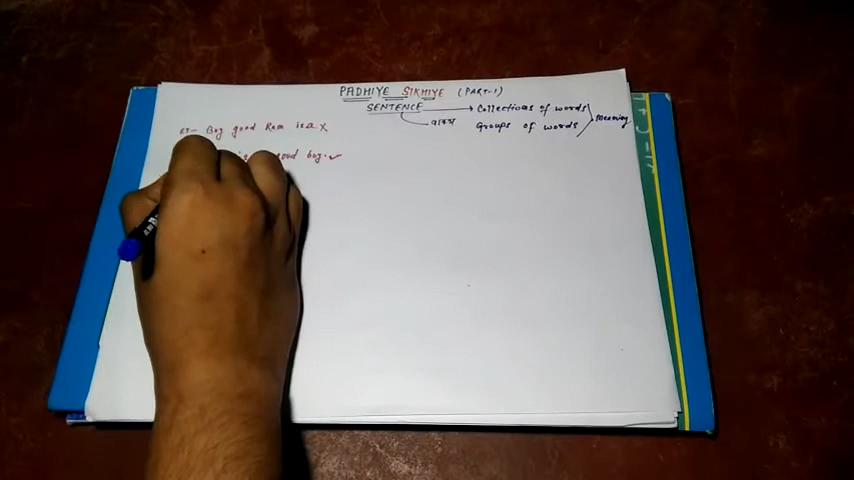 PADHIYE SIKHIYE (PART-1)
SENTENCE → Collections of words
वाक्य Groups of words Meaning
ex- Boy good Ram is a X
good boy. ✓